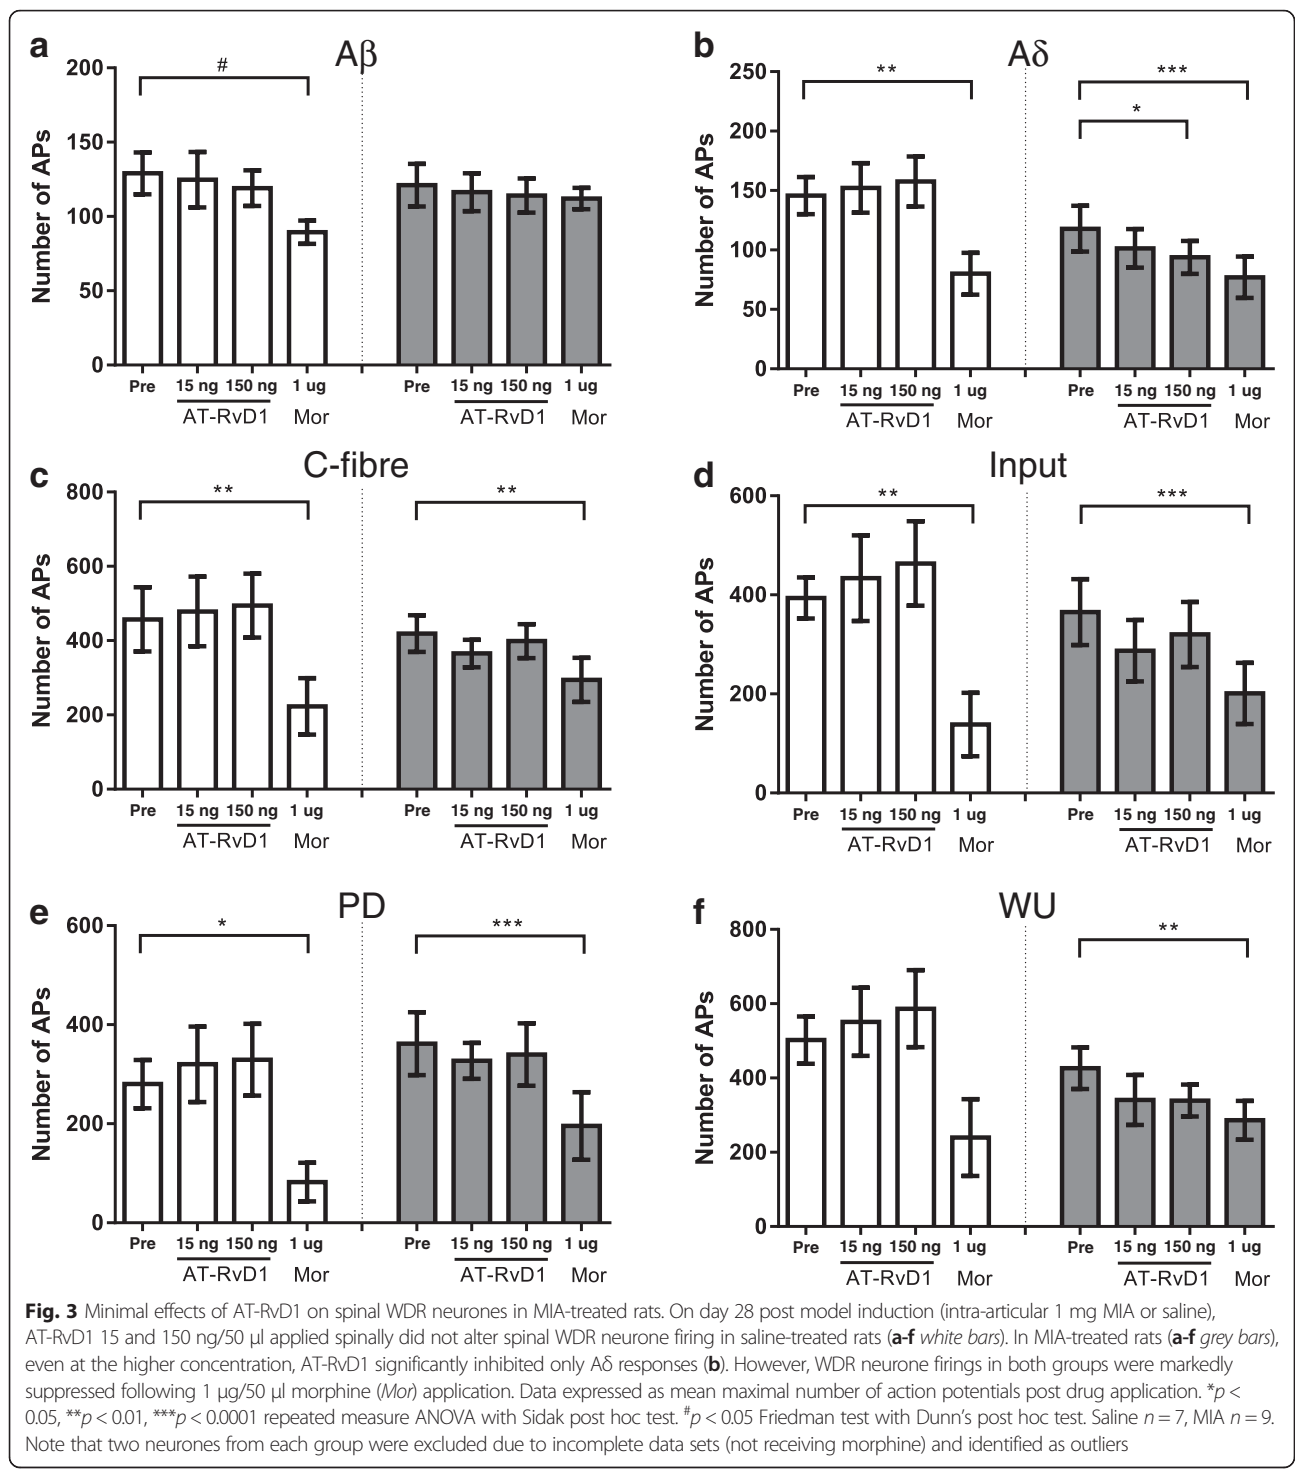 a
Aβ
#
200
150
100
50
0
Number of APs
Pre
15 ng 150 ng
1 ug
AT-RvD1
Mor
Pre
15 ng 150 ng
1 ug
AT-RvD1
Mor
b
Aδ
**
***
*
250
200
150
100
50
0
Number of APs
Pre
15 ng 150 ng
1 ug
AT-RvD1
Mor
Pre
15 ng 150 ng
1 ug
AT-RvD1
Mor
c
C-fibre
**
**
800
600
400
200
0
Number of APs
Pre
15 ng 150 ng
1 ug
AT-RvD1
Mor
Pre
15 ng 150 ng
1 ug
AT-RvD1
Mor
d
Input
**
***
600
400
200
0
Number of APs
Pre
15 ng 150 ng
1 ug
AT-RvD1
Mor
Pre
15 ng 150 ng
1 ug
AT-RvD1
Mor
e
PD
*
***
600
400
200
0
Number of APs
Pre
15 ng 150 ng
1 ug
AT-RvD1
Mor
Pre
15 ng 150 ng
1 ug
AT-RvD1
Mor
f
WU
**
800
600
400
200
0
Number of APs
Pre
15 ng 150 ng
1 ug
AT-RvD1
Mor
Pre
15 ng 150 ng
1 ug
AT-RvD1
Mor
Fig. 3 Minimal effects of AT-RvD1 on spinal WDR neurones in MIA-treated rats. On day 28 post model induction (intra-articular 1 mg MIA or saline),
AT-RvD1 15 and 150 ng/50 μl applied spinally did not alter spinal WDR neurone firing in saline-treated rats (a-f white bars). In MIA-treated rats (a-f grey bars),
even at the higher concentration, AT-RvD1 significantly inhibited only Aδ responses (b). However, WDR neurone firings in both groups were markedly
suppressed following 1 μg/50 μl morphine (Mor) application. Data expressed as mean maximal number of action potentials post drug application. *p <
0.05, **p < 0.01, ***p < 0.0001 repeated measure ANOVA with Sidak post hoc test. #p < 0.05 Friedman test with Dunn's post hoc test. Saline n = 7, MIA n = 9.
Note that two neurones from each group were excluded due to incomplete data sets (not receiving morphine) and identified as outliers